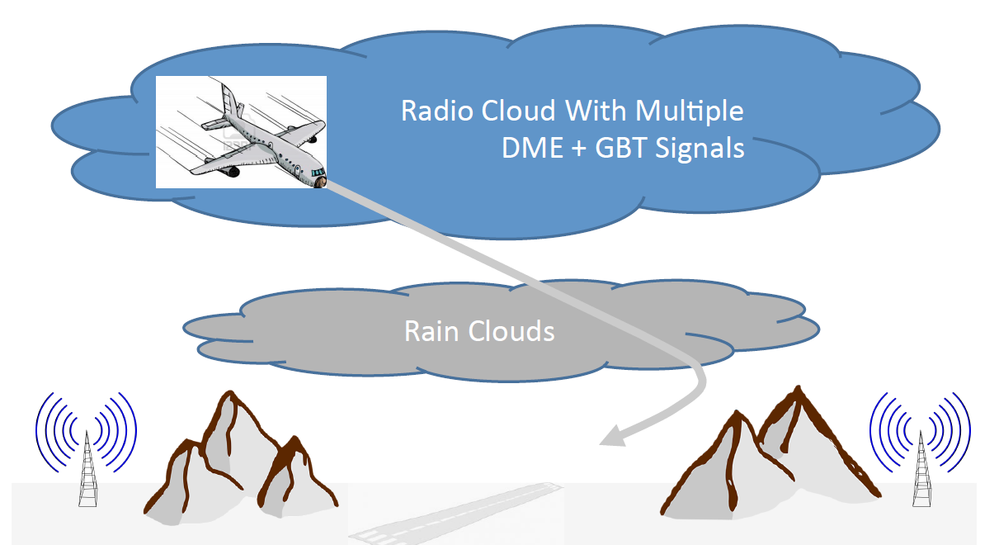 Radio Cloud With Multiple
DME + GBT Signals
Rain Clouds